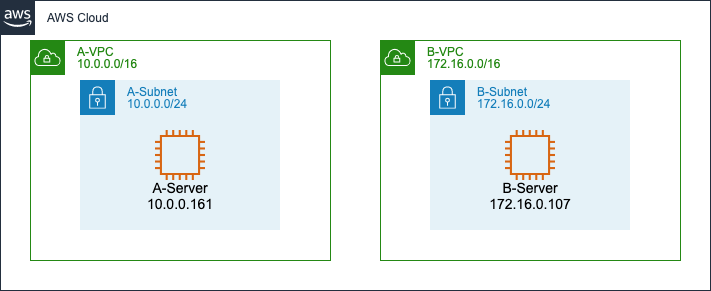 aws
AWS Cloud
A-VPC
10.0.0.0/16
A-Subnet
10.0.0.0/24
A-Server
10.0.0.161
B-VPC
172.16.0.0/16
B-Subnet
172.16.0.0/24
B-Server
172.16.0.107